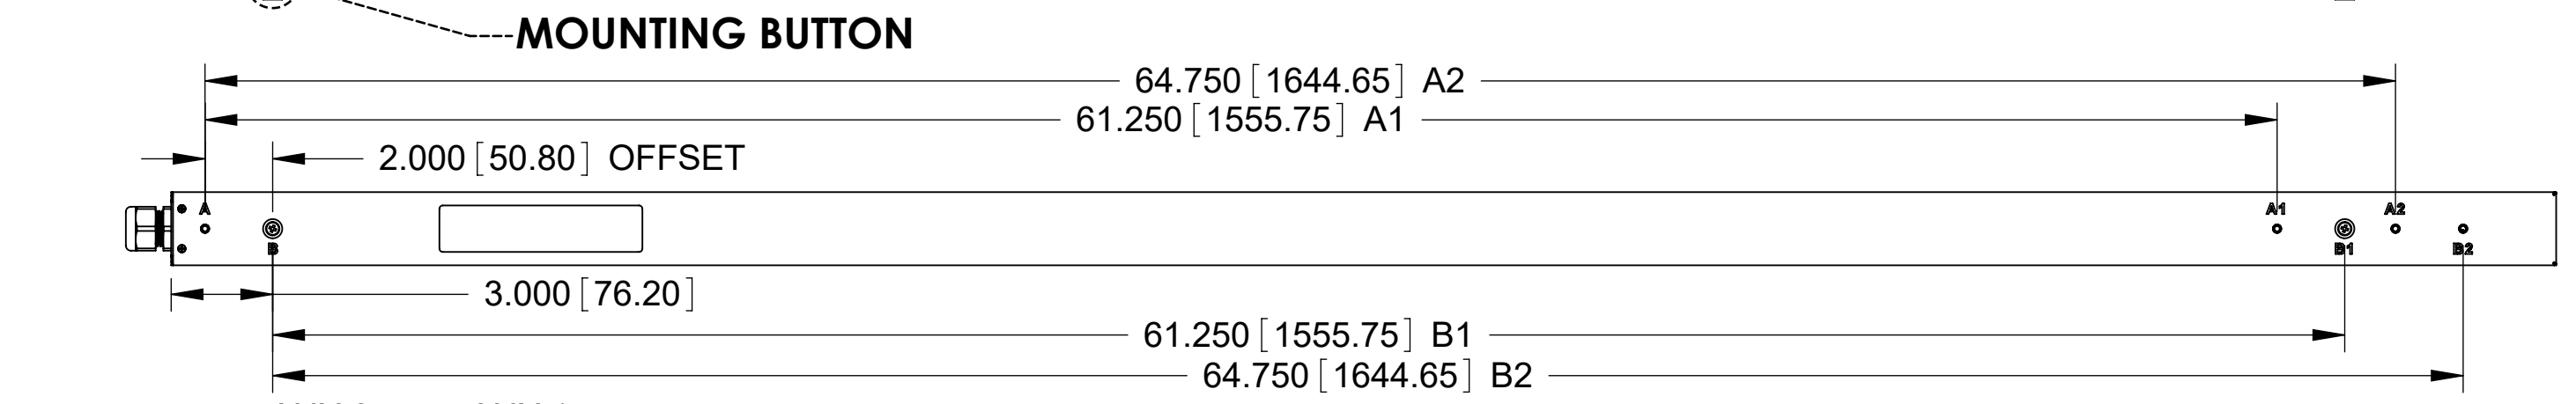 MOUNTING BUTTON
64.750 [1644.65] A2
61.250 [1555.75] A1
2.000 [50.80] OFFSET
A
A1
A2
B
B1
B2
3.000 [76.20]
61.250 [1555.75] B1
64.750 [1644.65] B2